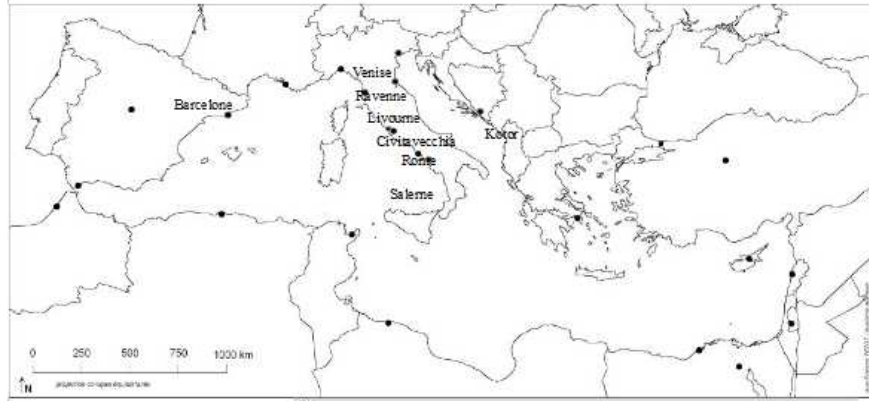 Venise
Barcelone
Ravenne
Livourne
Kotor
Civitavecchia
Rome
Salerne
0 250 500 750 1000 km
N